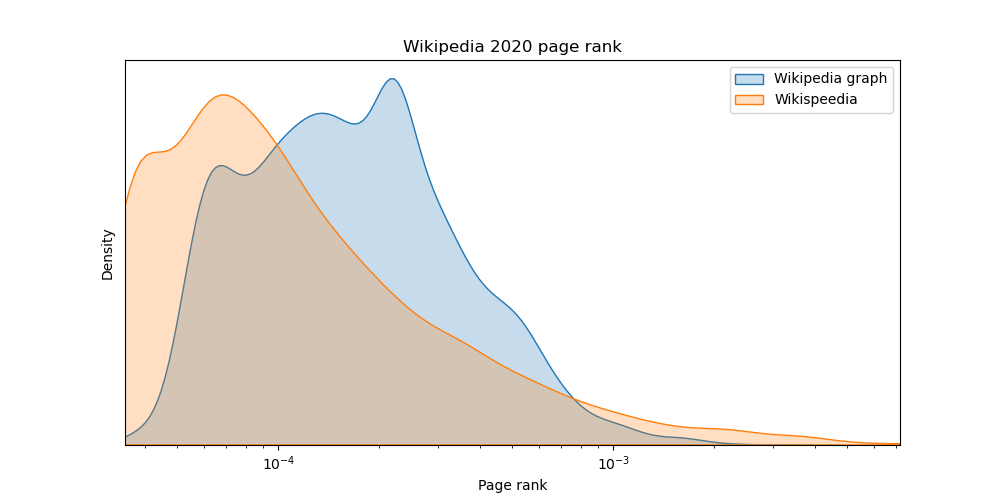 Wikipedia 2020 page rank
Wikipedia graph
Wikispeedia
Density
10⁻⁴
10⁻³
Page rank